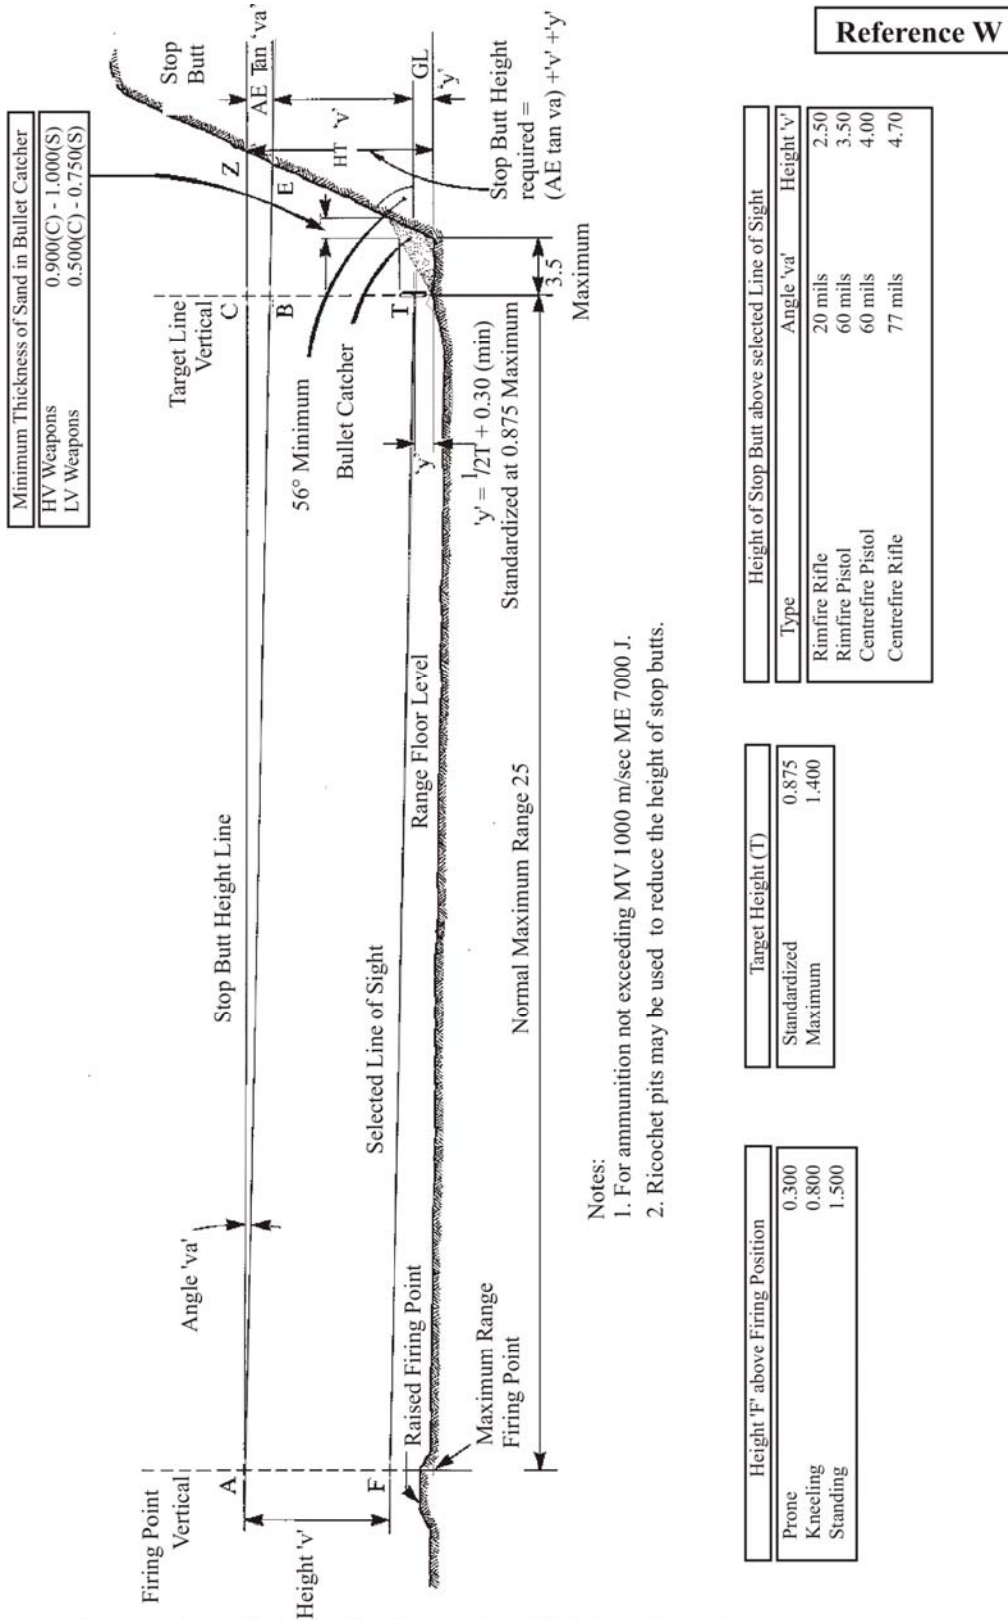 Reference W
Minimum Thickness of Sand in Bullet Catcher
HV Weapons 0.900(C) - 1.000(S)
LV Weapons 0.500(C) - 0.750(S)
Firing Point
Vertical
Angle 'va'
Stop Butt Height Line
Target Line
Vertical
Stop
Butt
A
C
Z
AE Tan 'va'
B
E
Height 'v'
'v'
HT
56° Minimum
Bullet Catcher
F
Selected Line of Sight
T
GL
'y'
Raised Firing Point
Range Floor Level
'y'
Maximum Range
Firing Point
'y' = 1/2T + 0.30 (min)
Standardized at 0.875 Maximum
3.5
Maximum
Stop Butt Height
required =
(AE tan va) +'v' +'y'
Normal Maximum Range 25
Notes:
1. For ammunition not exceeding MV 1000 m/sec ME 7000 J.
2. Ricochet pits may be used to reduce the height of stop butts.
Height 'F' above Firing Position
Prone 0.300
Kneeling 0.800
Standing 1.500
Target Height (T)
Standardized 0.875
Maximum 1.400
Height of Stop Butt above selected Line of Sight
Type Angle 'va' Height 'v'
Rimfire Rifle 20 mils 2.50
Rimfire Pistol 60 mils 3.50
Centrefire Pistol 60 mils 4.00
Centrefire Rifle 77 mils 4.70